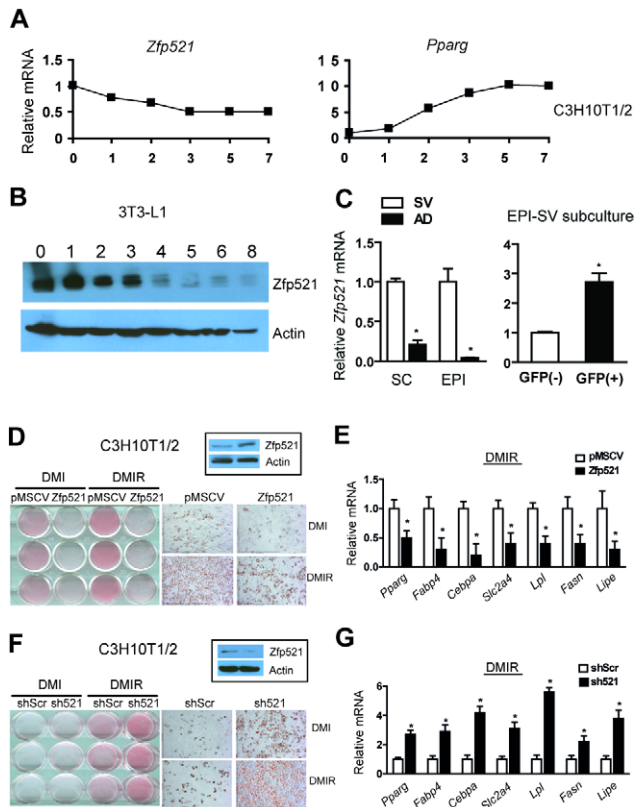 A
Zfp521
Pparg
Relative mRNA
1.5
1
0.5
0
0 1 2 3 5 7
1.5
1 0
0.5
0
0 1 2 3 5 7
C3H10T1/2
B
3T3-L1
0 1 2 3 4 5 6 8
Zfp521
Actin
C
SV
AD
EPI-SV subculture
Relative Zfp521 mRNA
1.5
1.0
0.5
0.0
* *
SC EPI
6
4
2
0
*
GFP(-) GFP(+)
D
C3H10T1/2
Zfp521
Actin
DMI DMIR
pMSCV Zfp521 pMSCV Zfp521
pMSCV Zfp521
DMI
DMIR
E
DMIR
pMSCV
Zfp521
Relative mRNA
1.5
1.0
0.5
0.0
* * * * * * *
Pparg Fabp4 Cebpa Slc2a4 Lpl Fasn Lipe
F
C3H10T1/2
Zfp521
Actin
DMI DMIR
shScr sh521 shScr sh521
shScr sh521
DMI
DMIR
G
DMIR
shScr
sh521
Relative mRNA
6
4
2
0
* * * * * * *
Pparg Fabp4 Cebpa Slc2a4 Lpl Fasn Lipe